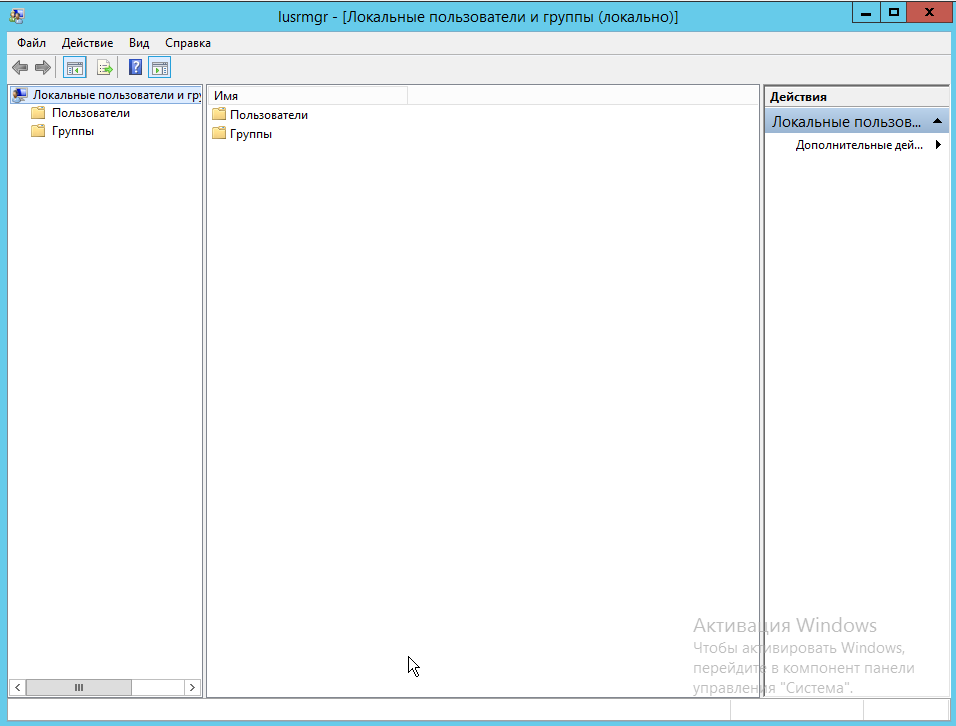 lusrmgr - [Локальные пользователи и группы (локально)]
Файл Действие Вид Справка
Локальные пользователи и гру
Пользователи
Группы
Имя
Пользователи
Группы
Действия
Локальные пользов...
Дополнительные дей...
Активация Windows
Чтобы активировать Windows,
перейдите в компонент панели
управления "Система".